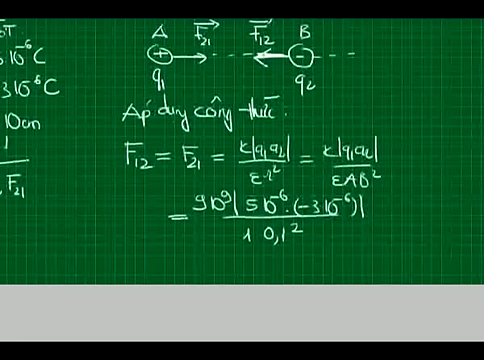 A F₂₁ F₁₂ B
+ −
q₁ q₂
10⁻⁶C
3 10⁻⁶C
10cm
1
F₂₁
Áp dụng công thức:
F₁₂ = F₂₁ = K|q₁q₂| / εr² = K|q₁q₂| / εAB²
= 9 10⁹ | 5 10⁻⁶ . (−3 10⁻⁶)| / 1 0,1²